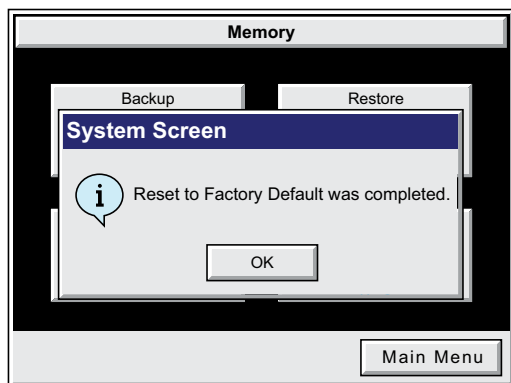 Memory
Backup
Restore
System Screen
i
Reset to Factory Default was completed.
OK
Main Menu